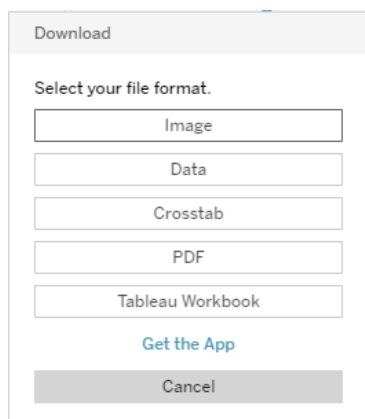 Download
Select your file format.
Image
Data
Crosstab
PDF
Tableau Workbook
Get the App
Cancel